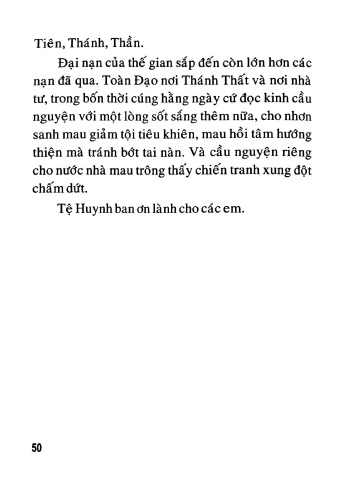 Tiên, Thánh, Thần.
Đại nạn của thế gian sắp đến còn lớn hơn các
nạn đã qua. Toàn Đạo nơi Thánh Thất và nơi nhà
tư, trong bốn thời cúng hằng ngày cứ đọc kinh cầu
nguyện với một lòng sốt sắng thêm nữa, cho nhơn
sanh mau giảm tội tiêu khiên, mau hồi tâm hướng
thiện mà tránh bớt tai nàn. Và cầu nguyện riêng
cho nước nhà mau trông thấy chiến tranh xung đột
chấm dứt.
Tệ Huynh ban ơn lành cho các em.
50